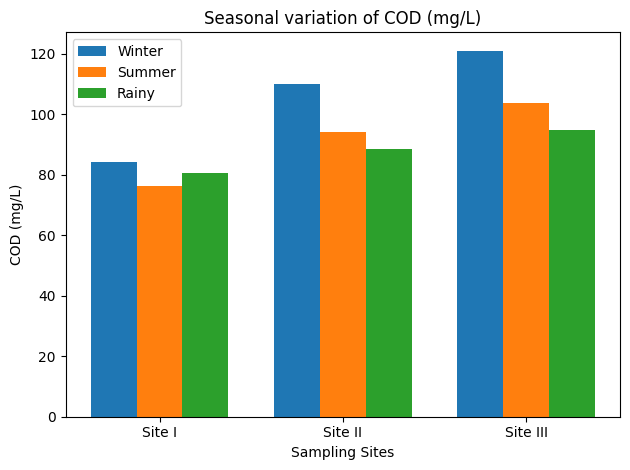 Seasonal variation of COD (mg/L)
Winter
Summer
Rainy
COD (mg/L)
120
100
80
60
40
20
0
Site I
Site II
Site III
Sampling Sites